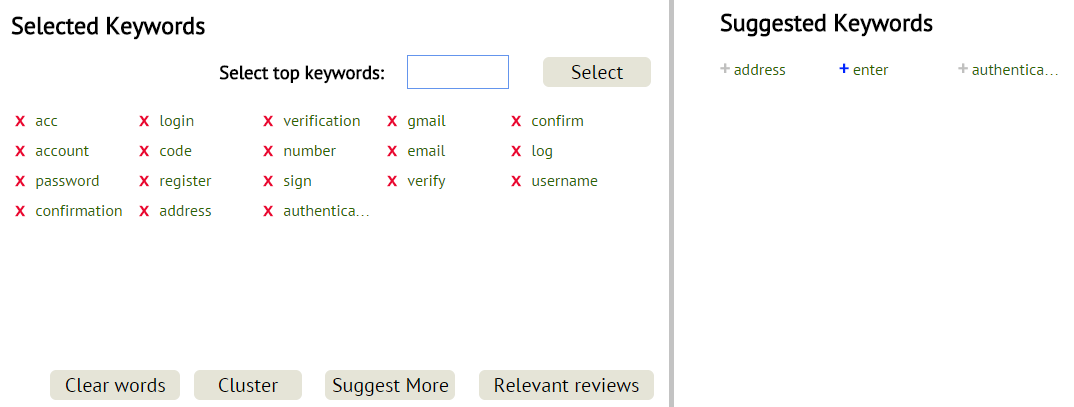 Selected Keywords
Select top keywords: Select
X acc X login X verification X gmail X confirm
X account X code X number X email X log
X password X register X sign X verify X username
X confirmation X address X authentica...
Clear words Cluster Suggest More Relevant reviews
Suggested Keywords
+ address + enter + authentica...